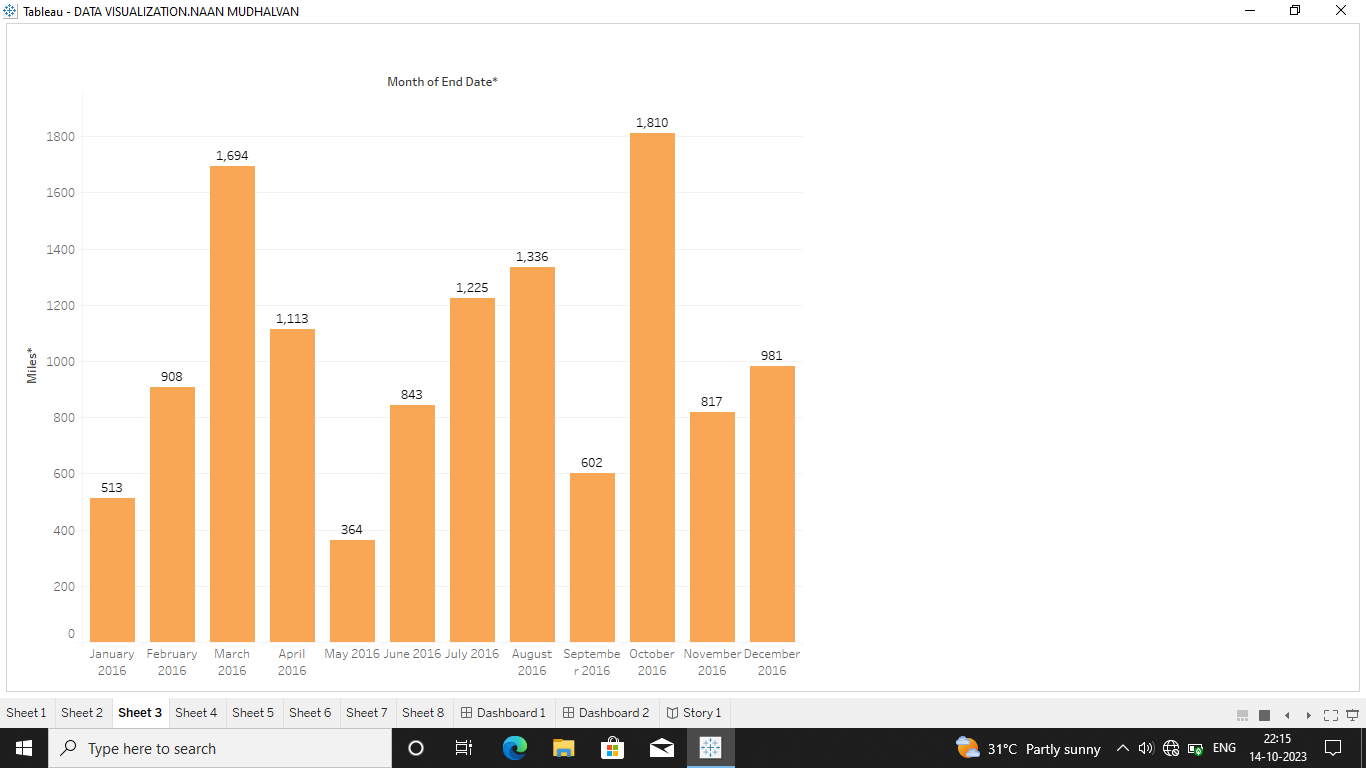 Tableau - DATA VISUALIZATION.NAAN MUDHALVAN
Month of End Date*
Miles*
1800
1600
1400
1200
1000
800
600
400
200
0
513
908
1,694
1,113
364
843
1,225
1,336
602
1,810
817
981
January
2016
February
2016
March
2016
April
2016
May 2016
June 2016
July 2016
August
2016
Septembe
r 2016
October
2016
November
2016
December
2016
Sheet 1 Sheet 2 Sheet 3 Sheet 4 Sheet 5 Sheet 6 Sheet 7 Sheet 8 Dashboard 1 Dashboard 2 Story 1
Type here to search
31°C Partly sunny
ENG
22:15
14-10-2023